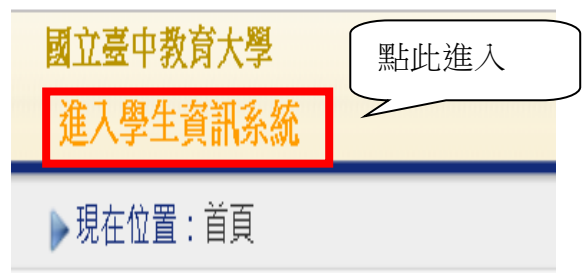 國立臺中教育大學
點此進入
進入學生資訊系統
現在位置：首頁